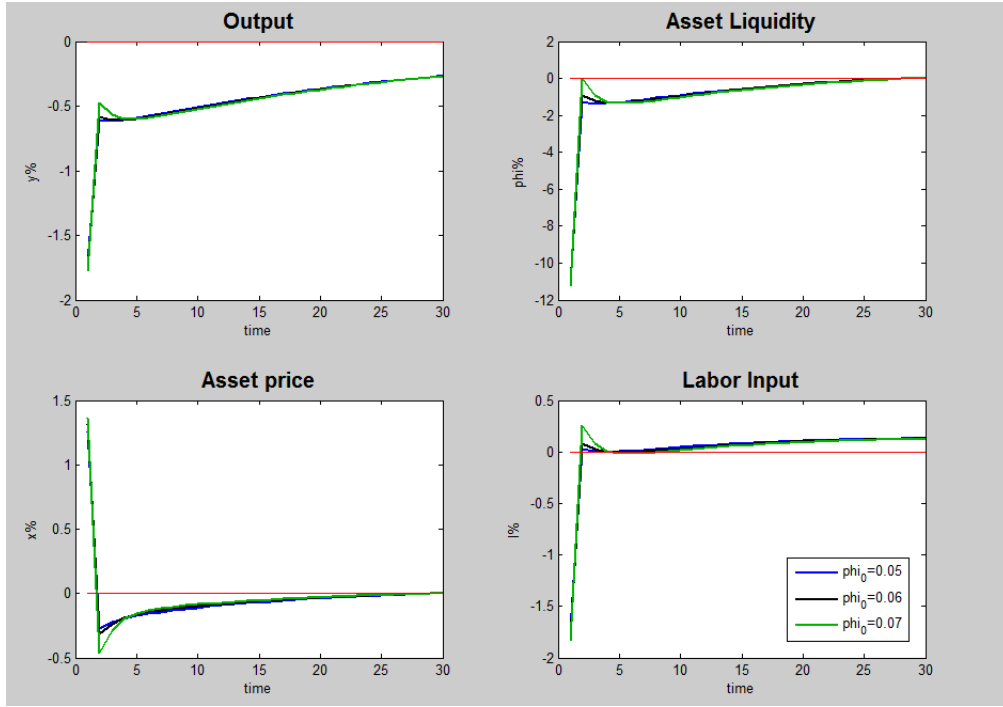 Output
0
-0.5
-1
-1.5
-2
y%
0 5 10 15 20 25 30
time
Asset Liquidity
2
0
-2
-4
-6
-8
-10
-12
phi%
0 5 10 15 20 25 30
time
Asset price
1.5
1
0.5
0
-0.5
x%
0 5 10 15 20 25 30
time
Labor Input
0.5
0
-0.5
-1
-1.5
-2
l%
phi0=0.05
phi0=0.06
phi0=0.07
0 5 10 15 20 25 30
time